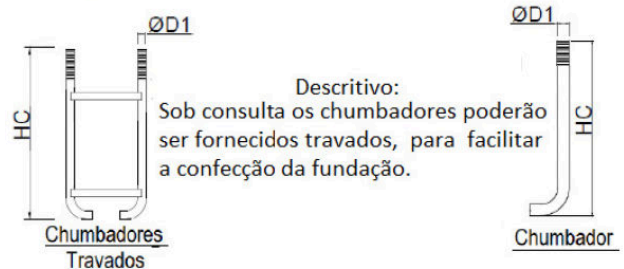 ØD1
HC
Chumbadores
Travados
Descritivo:
Sob consulta os chumbadores poderão
ser fornecidos travados, para facilitar
a confecção da fundação.
ØD1
HC
Chumbador